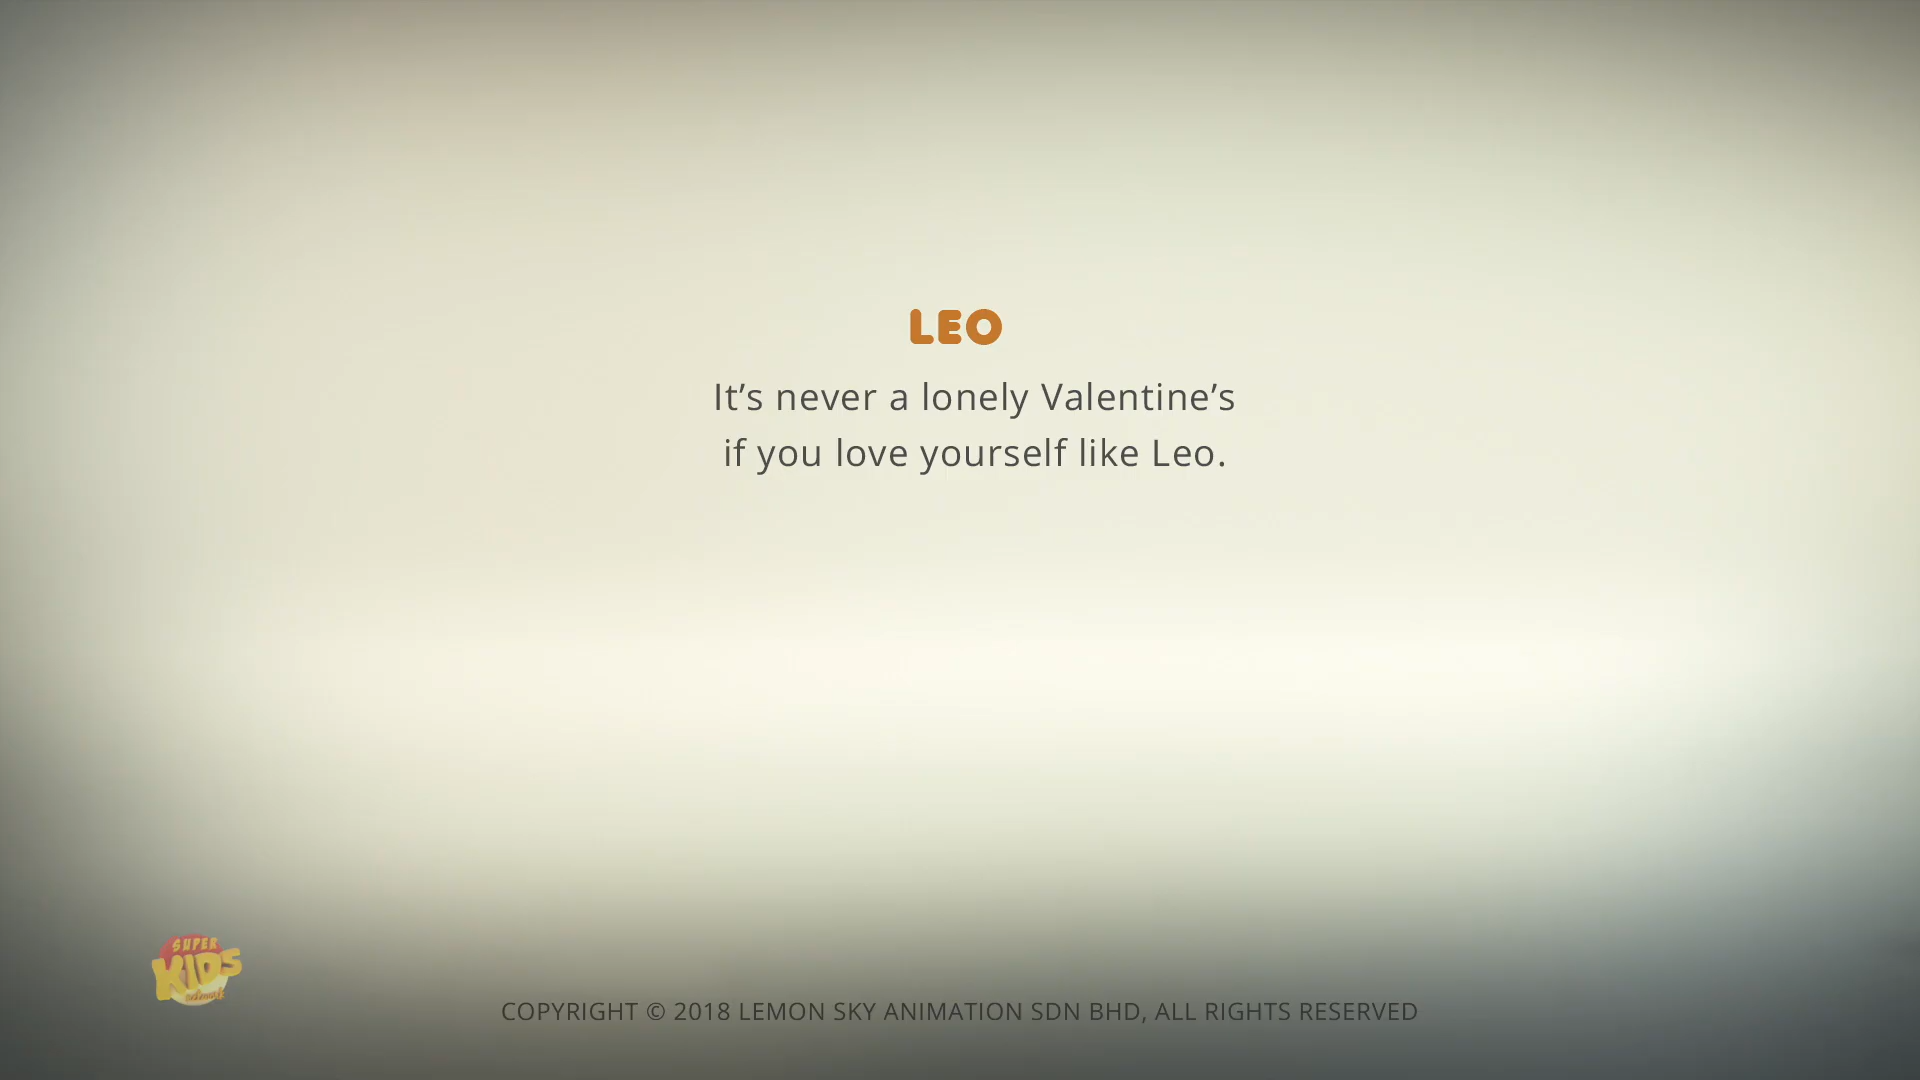 LEO
It’s never a lonely Valentine’s
if you love yourself like Leo.
SUPER
KIDS
network
COPYRIGHT © 2018 LEMON SKY ANIMATION SDN BHD, ALL RIGHTS RESERVED